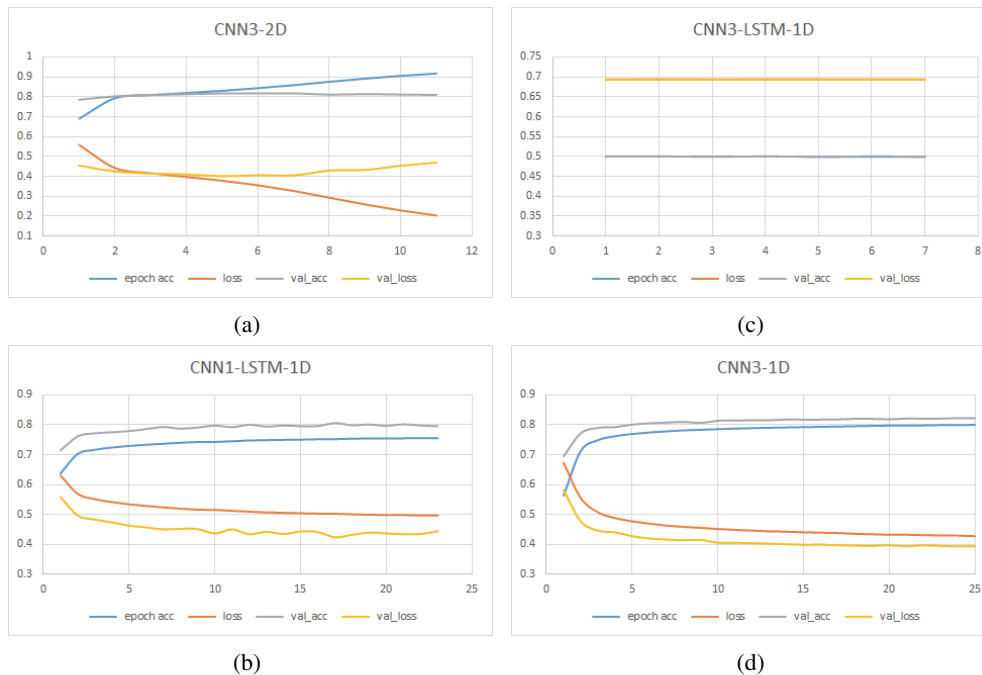 CNN3-2D
1
0.9
0.8
0.7
0.6
0.5
0.4
0.3
0.2
0.1
0 2 4 6 8 10 12
epoch acc loss val_acc val_loss
(a)
CNN3-LSTM-1D
0.75
0.7
0.65
0.6
0.55
0.5
0.45
0.4
0.35
0.3
0 1 2 3 4 5 6 7 8
epoch acc loss val_acc val_loss
(c)
CNN1-LSTM-1D
0.9
0.8
0.7
0.6
0.5
0.4
0.3
0 5 10 15 20 25
epoch acc loss val_acc val_loss
(b)
CNN3-1D
0.9
0.8
0.7
0.6
0.5
0.4
0.3
0 5 10 15 20 25
epoch acc loss val_acc val_loss
(d)